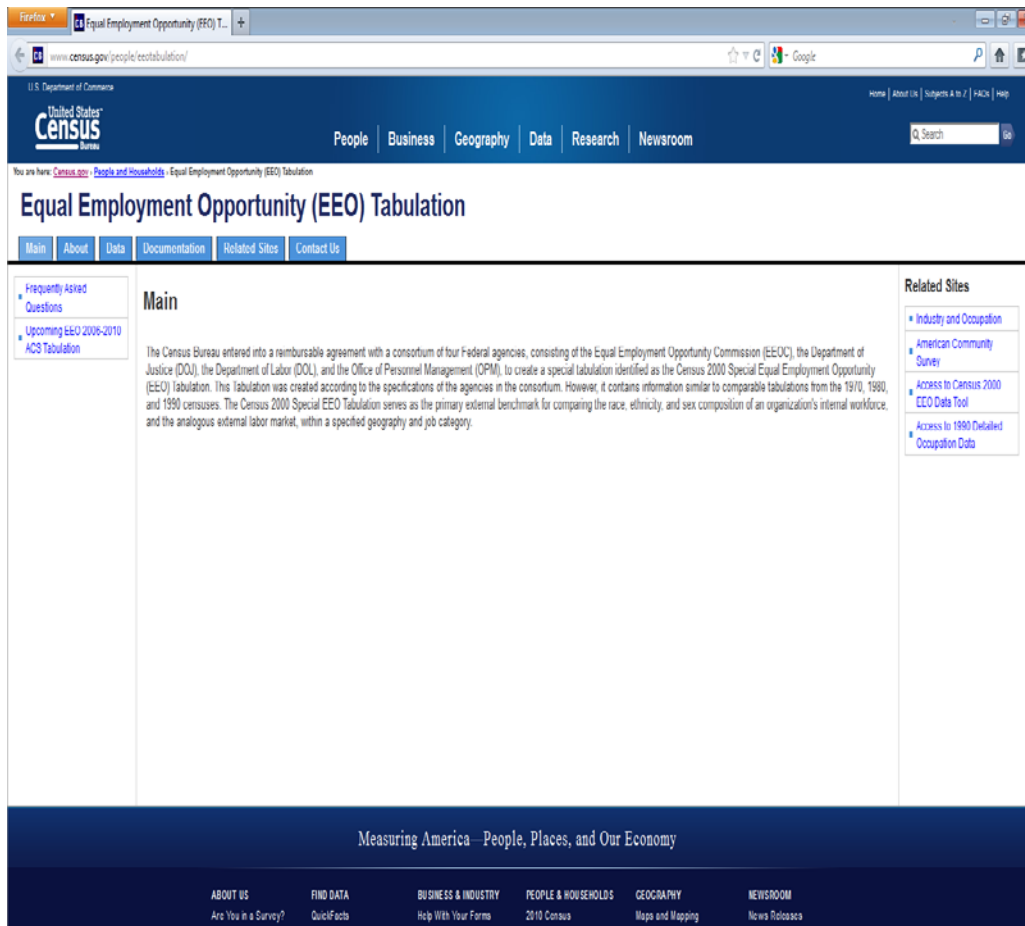 Firefox
Equal Employment Opportunity (EEO) T... +
www.census.gov/people/eeotabulation/
Google
U.S. Department of Commerce
Home | About Us | Subjects A to Z | FAQs | Help
United States™
Census
Bureau
People | Business | Geography | Data | Research | Newsroom
Search Go
You are here: Census.gov › People and Households › Equal Employment Opportunity (EEO) Tabulation
Equal Employment Opportunity (EEO) Tabulation
Main About Data Documentation Related Sites Contact Us
Frequently Asked
Questions
Upcoming EEO 2006-2010
ACS Tabulation
Main
The Census Bureau entered into a reimbursable agreement with a consortium of four Federal agencies, consisting of the Equal Employment Opportunity Commission (EEOC), the Department of
Justice (DOJ), the Department of Labor (DOL), and the Office of Personnel Management (OPM), to create a special tabulation identified as the Census 2000 Special Equal Employment Opportunity
(EEO) Tabulation. This Tabulation was created according to the specifications of the agencies in the consortium. However, it contains information similar to comparable tabulations from the 1970, 1980,
and 1990 censuses. The Census 2000 Special EEO Tabulation serves as the primary external benchmark for comparing the race, ethnicity, and sex composition of an organization's internal workforce,
and the analogous external labor market, within a specified geography and job category.
Related Sites
Industry and Occupation
American Community
Survey
Access to Census 2000
EEO Data Tool
Access to 1990 Detailed
Occupation Data
Measuring America—People, Places, and Our Economy
ABOUT US FIND DATA BUSINESS & INDUSTRY PEOPLE & HOUSEHOLDS GEOGRAPHY NEWSROOM
Are You in a Survey? QuickFacts Help With Your Forms 2010 Census Maps and Mapping News Releases